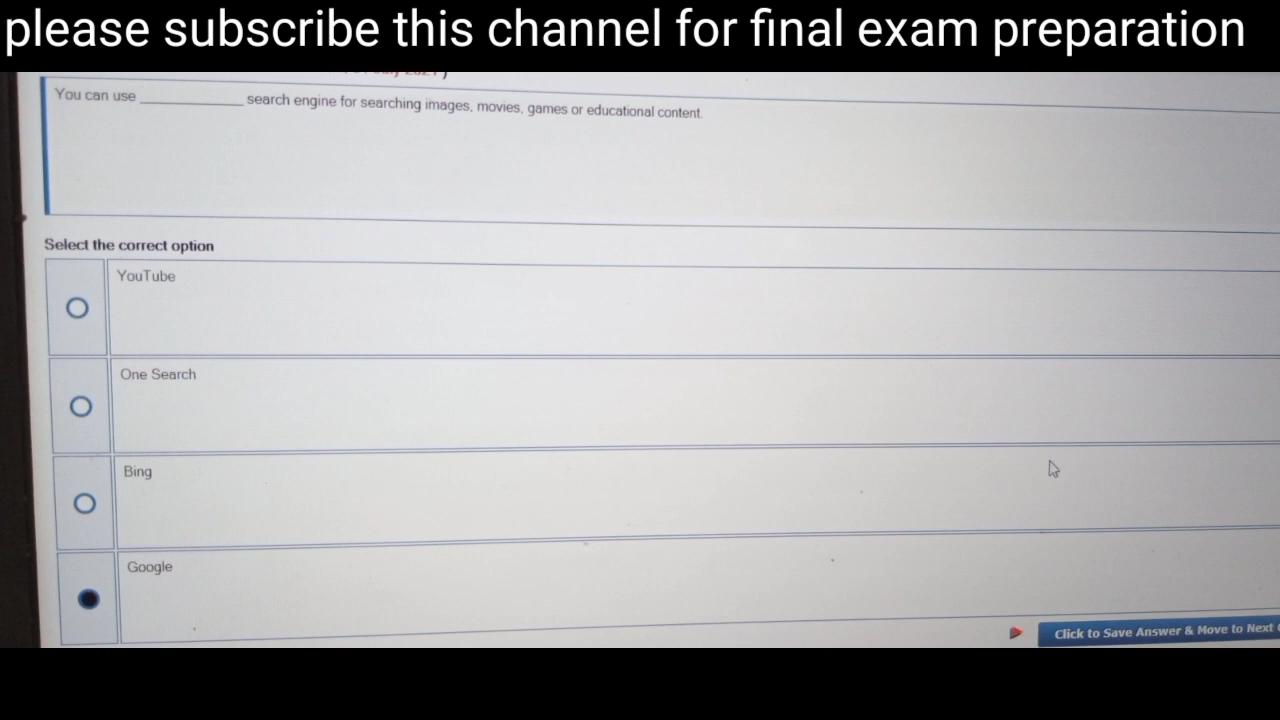 please subscribe this channel for final exam preparation
You can use ____________ search engine for searching images, movies, games or educational content.
Select the correct option
YouTube
One Search
Bing
Google
Click to Save Answer & Move to Next